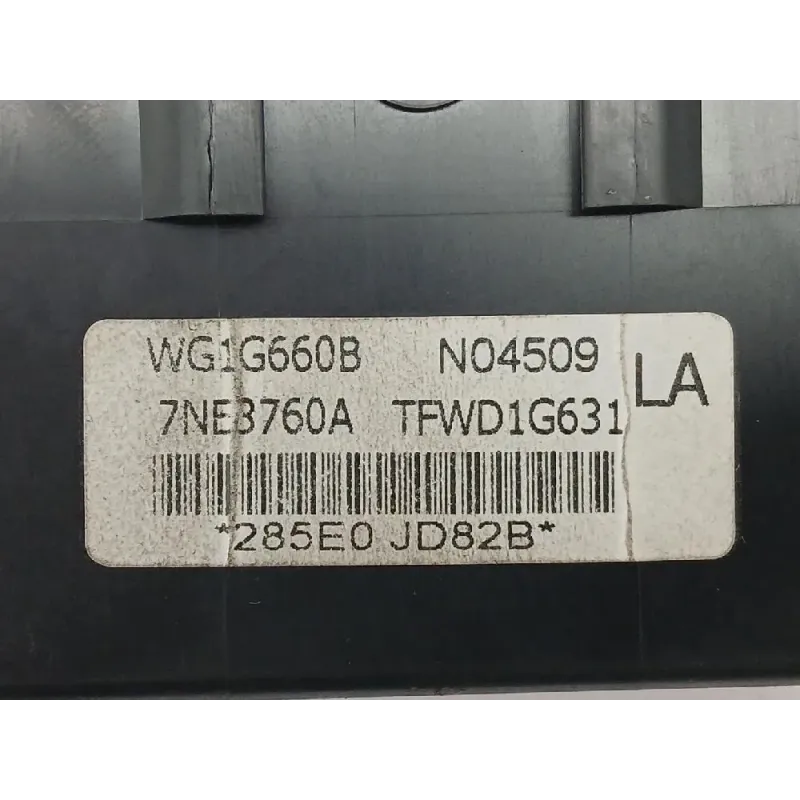 WG1G660B N04509
7NE3760A TFWD1G631 LA
*285E0 JD82B*